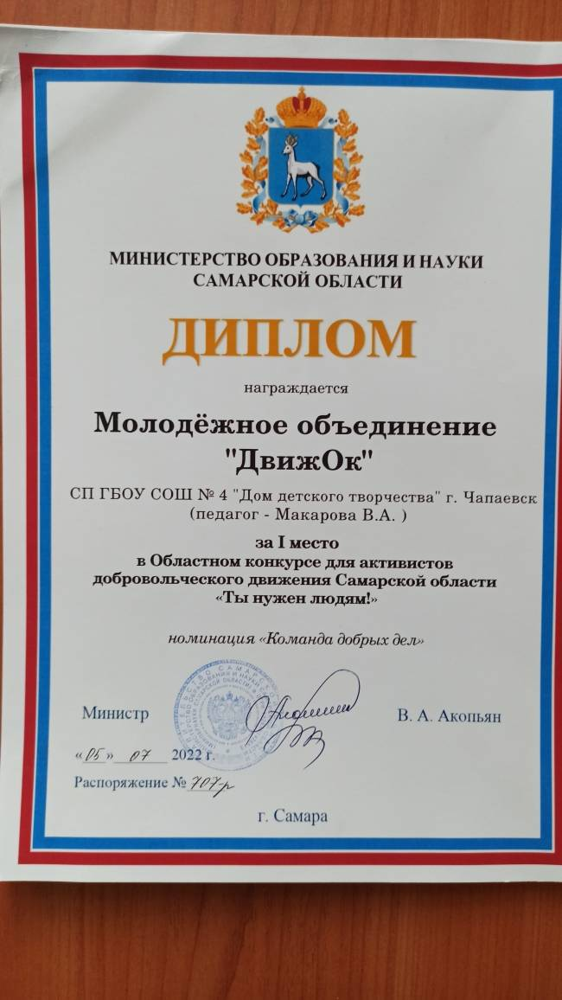 МИНИСТЕРСТВО ОБРАЗОВАНИЯ И НАУКИ
САМАРСКОЙ ОБЛАСТИ
ДИПЛОМ
награждается
Молодёжное объединение
"ДвижОк"
СП ГБОУ СОШ № 4 "Дом детского творчества" г. Чапаевск
(педагог - Макарова В.А. )
за I место
в Областном конкурсе для активистов
добровольческого движения Самарской области
«Ты нужен людям!»
номинация «Команда добрых дел»
Министр
В. А. Акопьян
«05» 07 2022 г.
Распоряжение № 707-р
г. Самара